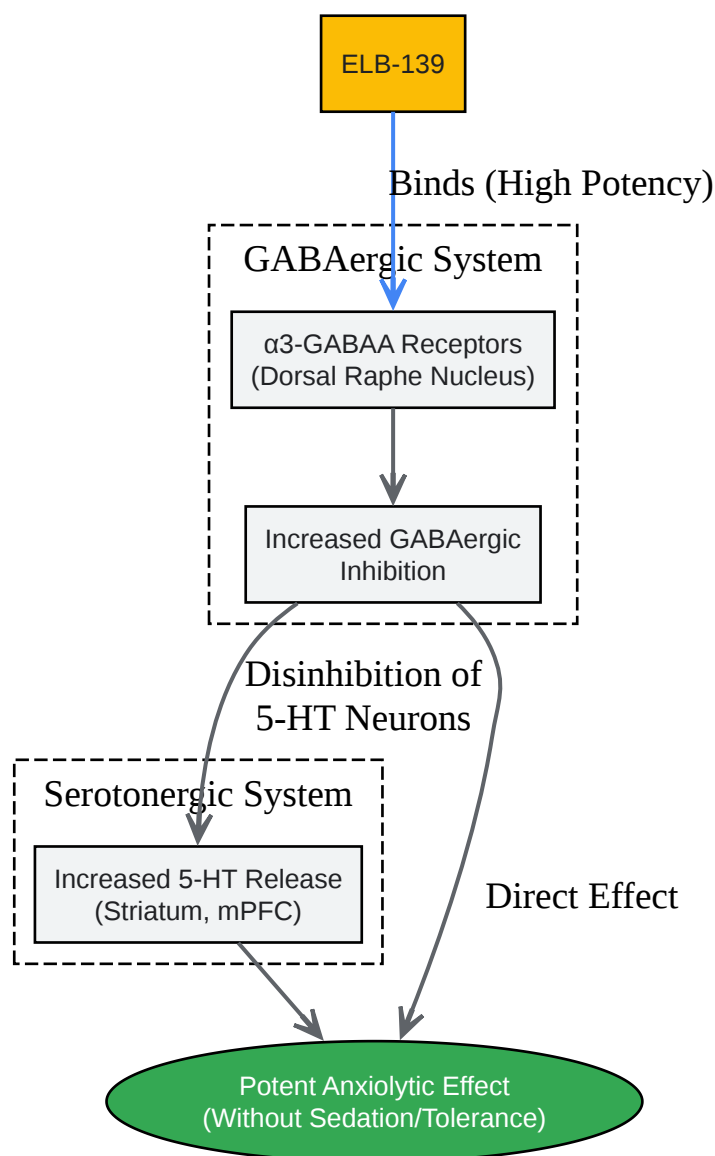 ELB-139
Binds (High Potency)
GABAergic System
α3-GABAA Receptors
(Dorsal Raphe Nucleus)
Increased GABAergic
Inhibition
Disinhibition of
5-HT Neurons
Serotonergic System
Increased 5-HT Release
(Striatum, mPFC)
Direct Effect
Potent Anxiolytic Effect
(Without Sedation/Tolerance)